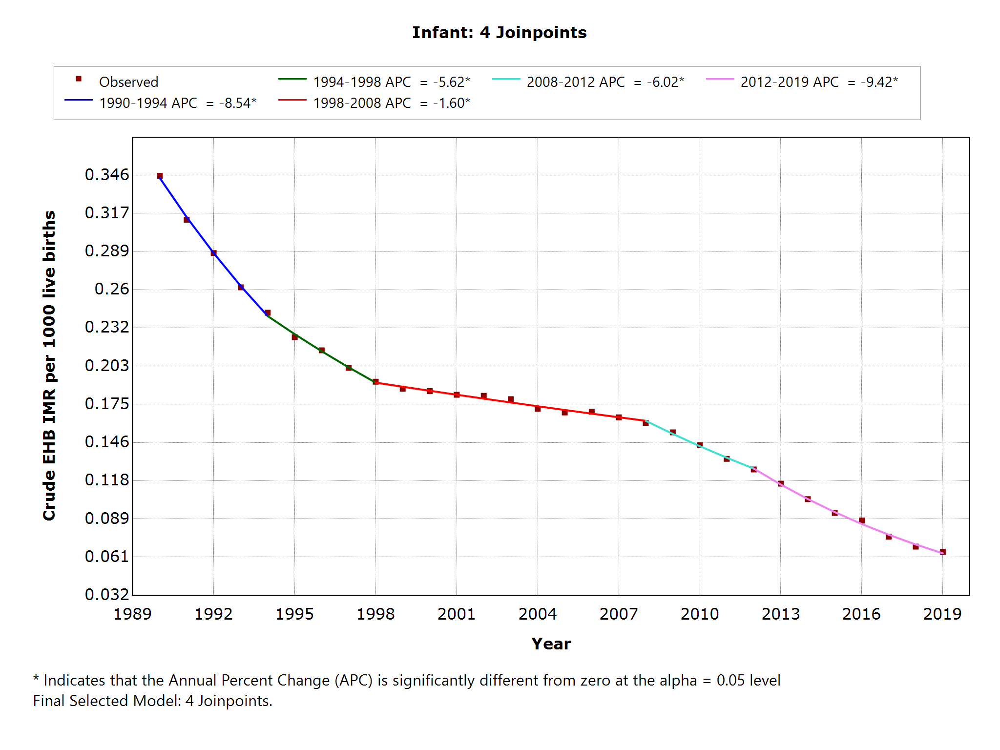 Infant: 4 Joinpoints
Observed
1994-1998 APC = -5.62*
2008-2012 APC = -6.02*
2012-2019 APC = -9.42*
1990-1994 APC = -8.54*
1998-2008 APC = -1.60*
Crude EHB IMR per 1000 live births
0.346
0.317
0.289
0.26
0.232
0.203
0.175
0.146
0.118
0.089
0.061
0.032
1989 1992 1995 1998 2001 2004 2007 2010 2013 2016 2019
Year
* Indicates that the Annual Percent Change (APC) is significantly different from zero at the alpha = 0.05 level
Final Selected Model: 4 Joinpoints.